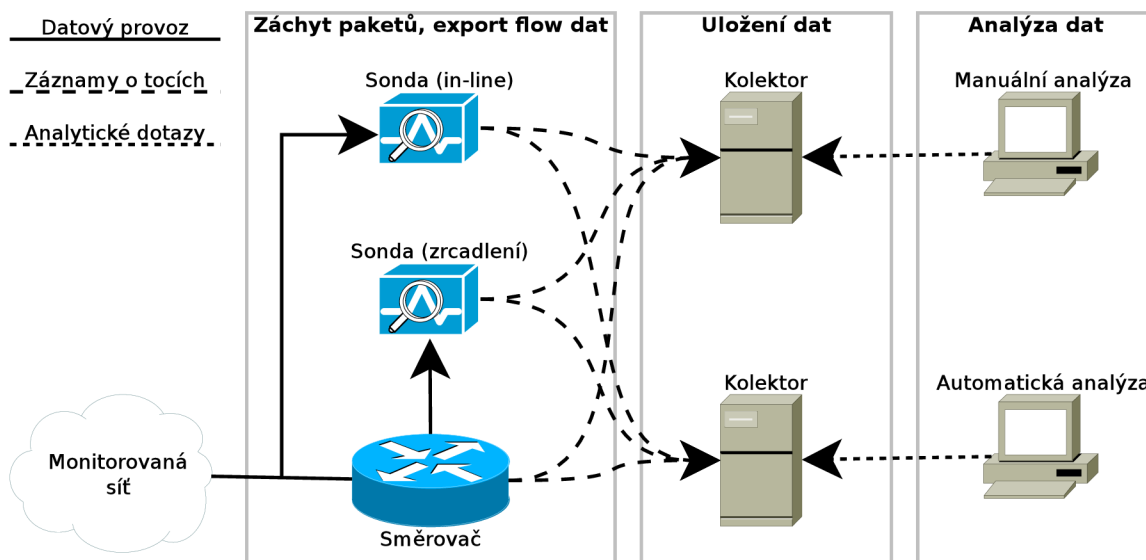 Datový provoz
Záznamy o tocích
Analytické dotazy
Záchyt paketů, export flow dat
Uložení dat
Analýza dat
Sonda (in-line)
Kolektor
Manuální analýza
Sonda (zrcadlení)
Kolektor
Automatická analýza
Monitorovaná
síť
Směrovač